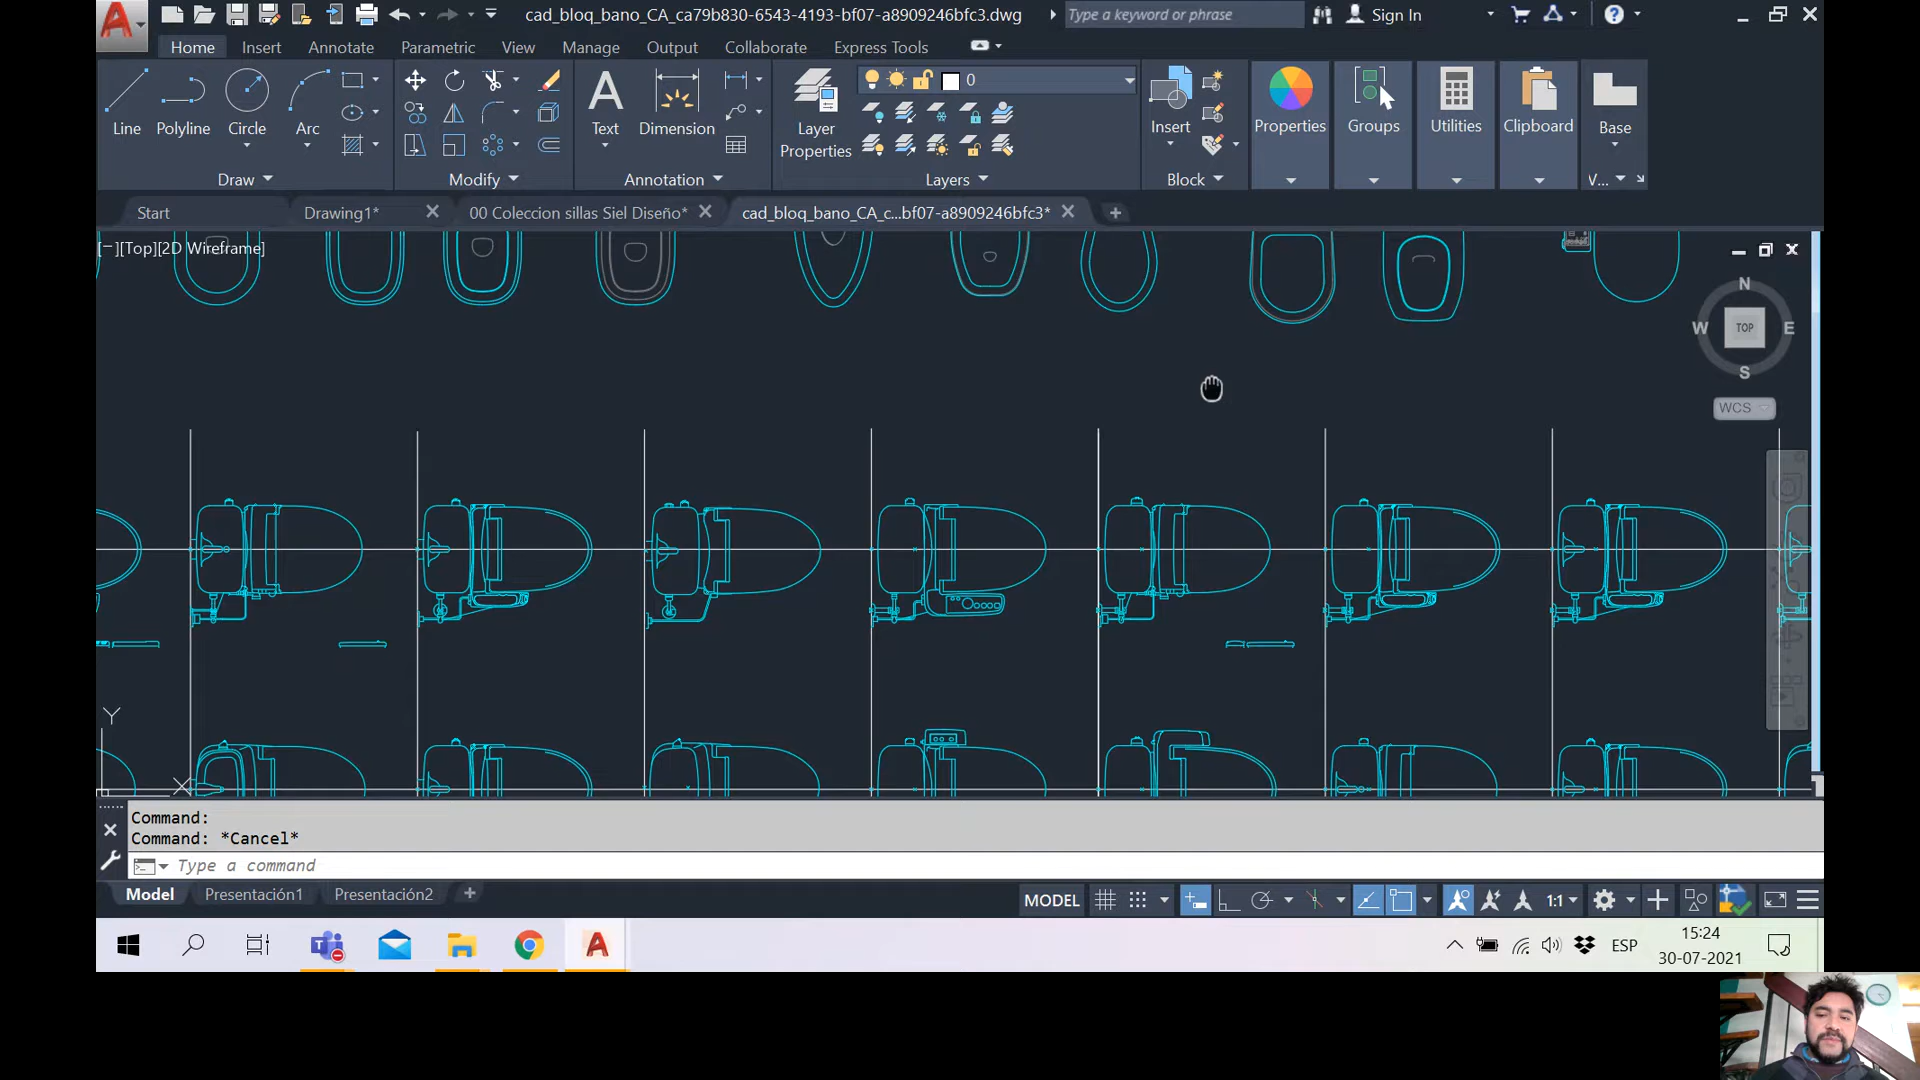 cad_bloq_bano_CA_ca79b830-6543-4193-bf07-a8909246bfc3.dwg
Type a keyword or phrase
Sign In
Home Insert Annotate Parametric View Manage Output Collaborate Express Tools
Line Polyline Circle Arc
Text Dimension
Layer Properties
0
Insert
Properties Groups Utilities Clipboard Base
Draw Modify Annotation Layers Block V...
Start Drawing1* 00 Coleccion sillas Siel Diseño* cad_bloq_bano_CA_c...bf07-a8909246bfc3*
[−][Top][2D Wireframe]
N
W TOP E
S
WCS
Y
X
Command:
Command: *Cancel*
Type a command
Model Presentación1 Presentación2
MODEL 1:1
ESP
15:24
30-07-2021